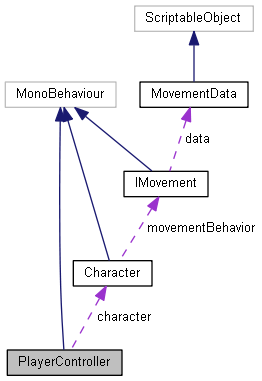 ScriptableObject
MonoBehaviour
MovementData
data
IMovement
movementBehavior
Character
character
PlayerController